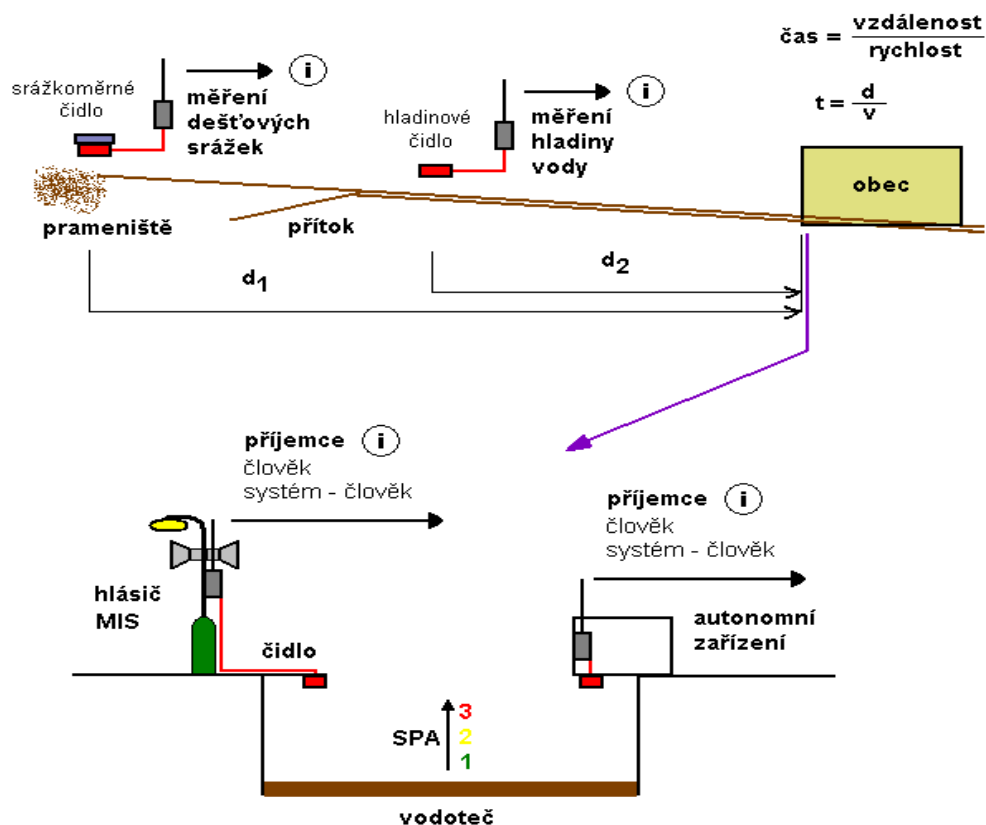 čas = vzdálenost
rychlost
t = d
v
srážkoměrné
čidlo
i
měření
dešťových
srážek
hladinové
čidlo
i
měření
hladiny
vody
obec
prameniště
přítok
d1
d2
příjemce i
člověk
systém - člověk
příjemce i
člověk
systém - člověk
hlásič
MIS
čidlo
autonomní
zařízení
SPA
3
2
1
vodoteč